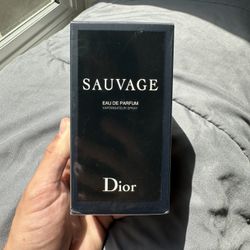 SAUVAGE
EAU DE PARFUM
VAPORISATEUR SPRAY
Dior